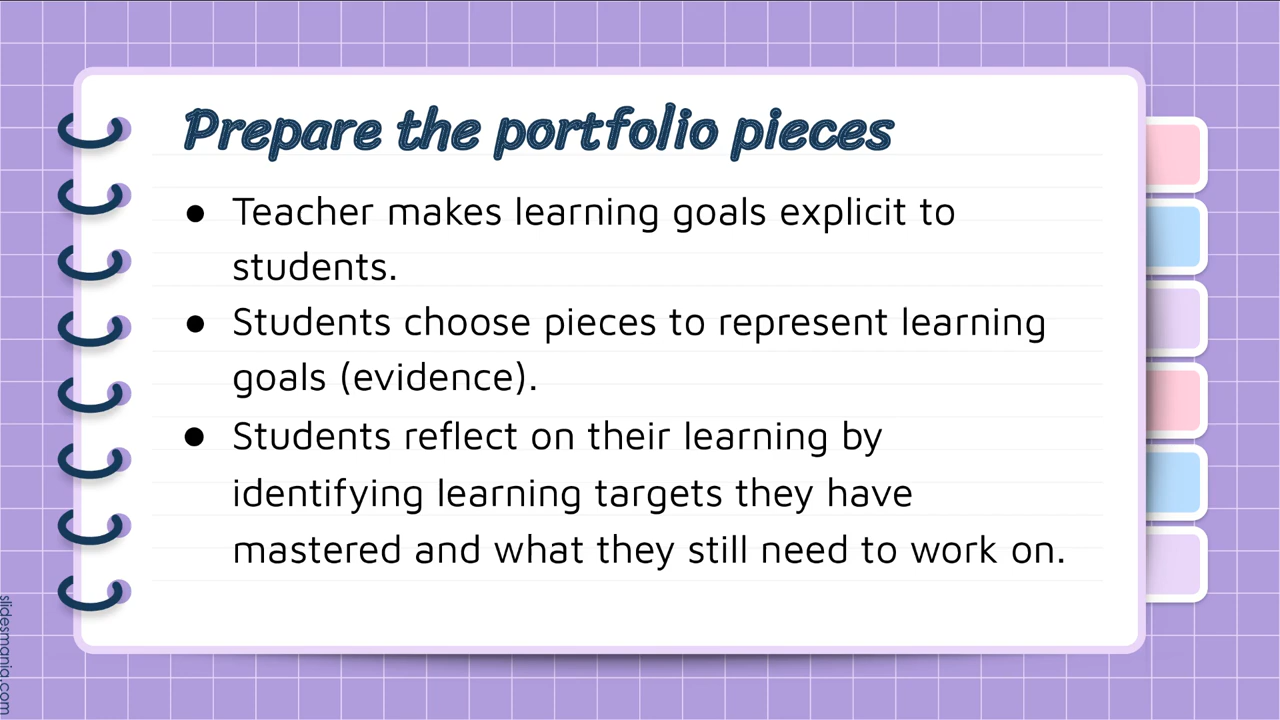 Prepare the portfolio pieces
● Teacher makes learning goals explicit to
students.
● Students choose pieces to represent learning
goals (evidence).
● Students reflect on their learning by
identifying learning targets they have
mastered and what they still need to work on.
slidesmania.com